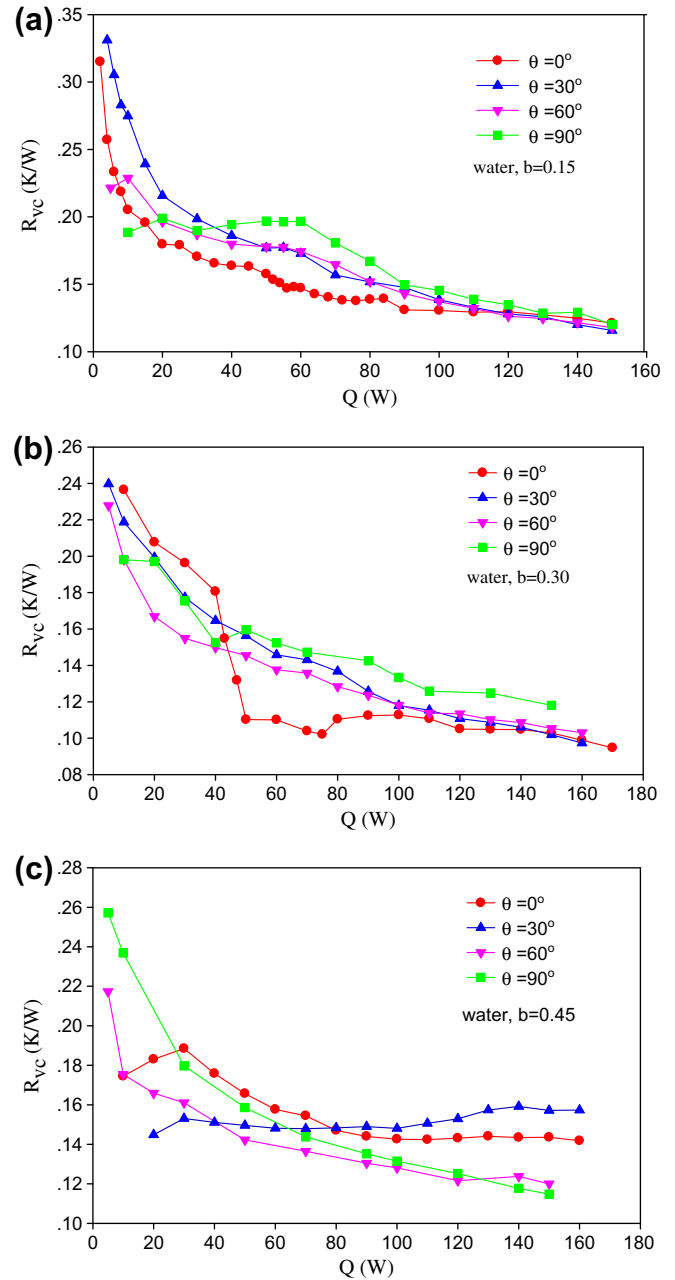 (a)
.35
.30
.25
.20
.15
.10
R_vc (K/W)
0 20 40 60 80 100 120 140 160
Q (W)
θ =0°
θ =30°
θ =60°
θ =90°
water, b=0.15
(b)
.26
.24
.22
.20
.18
.16
.14
.12
.10
.08
R_vc (K/W)
0 20 40 60 80 100 120 140 160 180
Q (W)
θ =0°
θ =30°
θ =60°
θ =90°
water, b=0.30
(c)
.28
.26
.24
.22
.20
.18
.16
.14
.12
.10
R_vc (K/W)
0 20 40 60 80 100 120 140 160 180
Q (W)
θ =0°
θ =30°
θ =60°
θ =90°
water, b=0.45